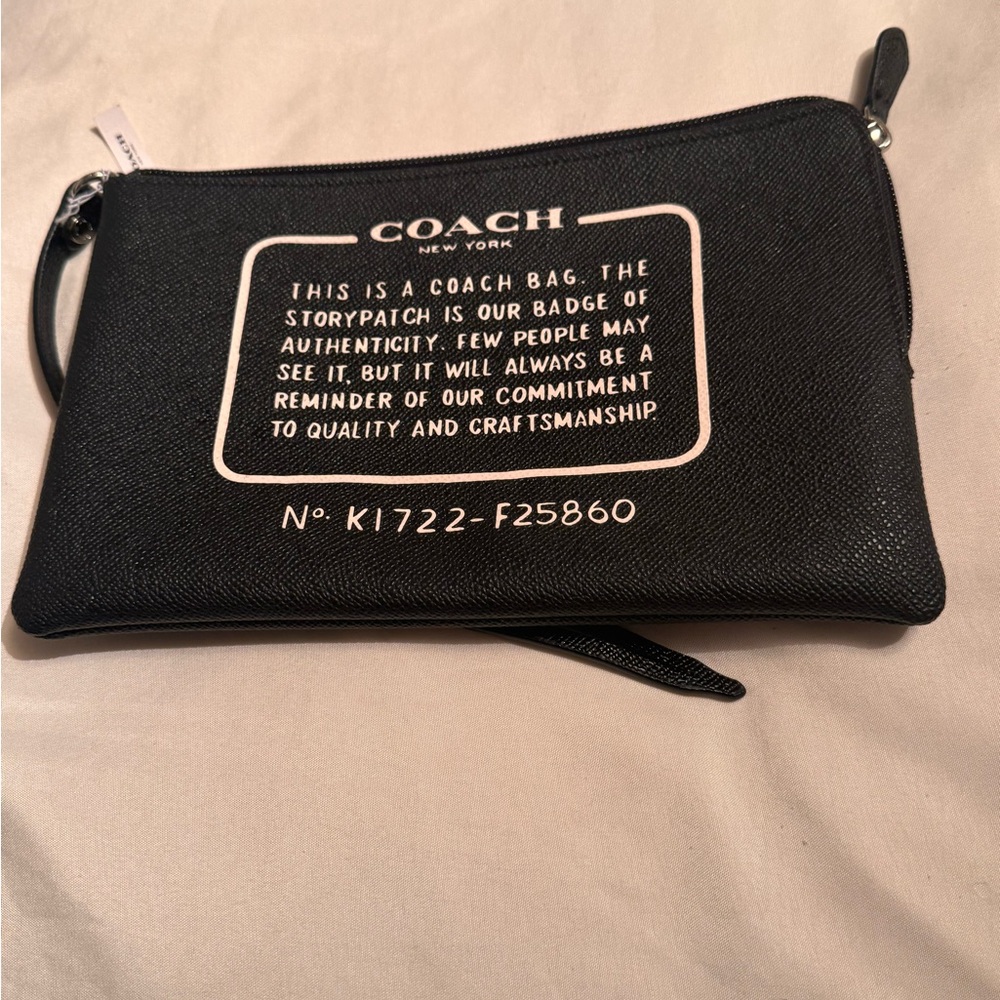 COACH
COACH
NEW YORK
THIS IS A COACH BAG. THE
STORYPATCH IS OUR BADGE OF
AUTHENTICITY. FEW PEOPLE MAY
SEE IT, BUT IT WILL ALWAYS BE A
REMINDER OF OUR COMMITMENT
TO QUALITY AND CRAFTSMANSHIP
Nº. K1722-F25860